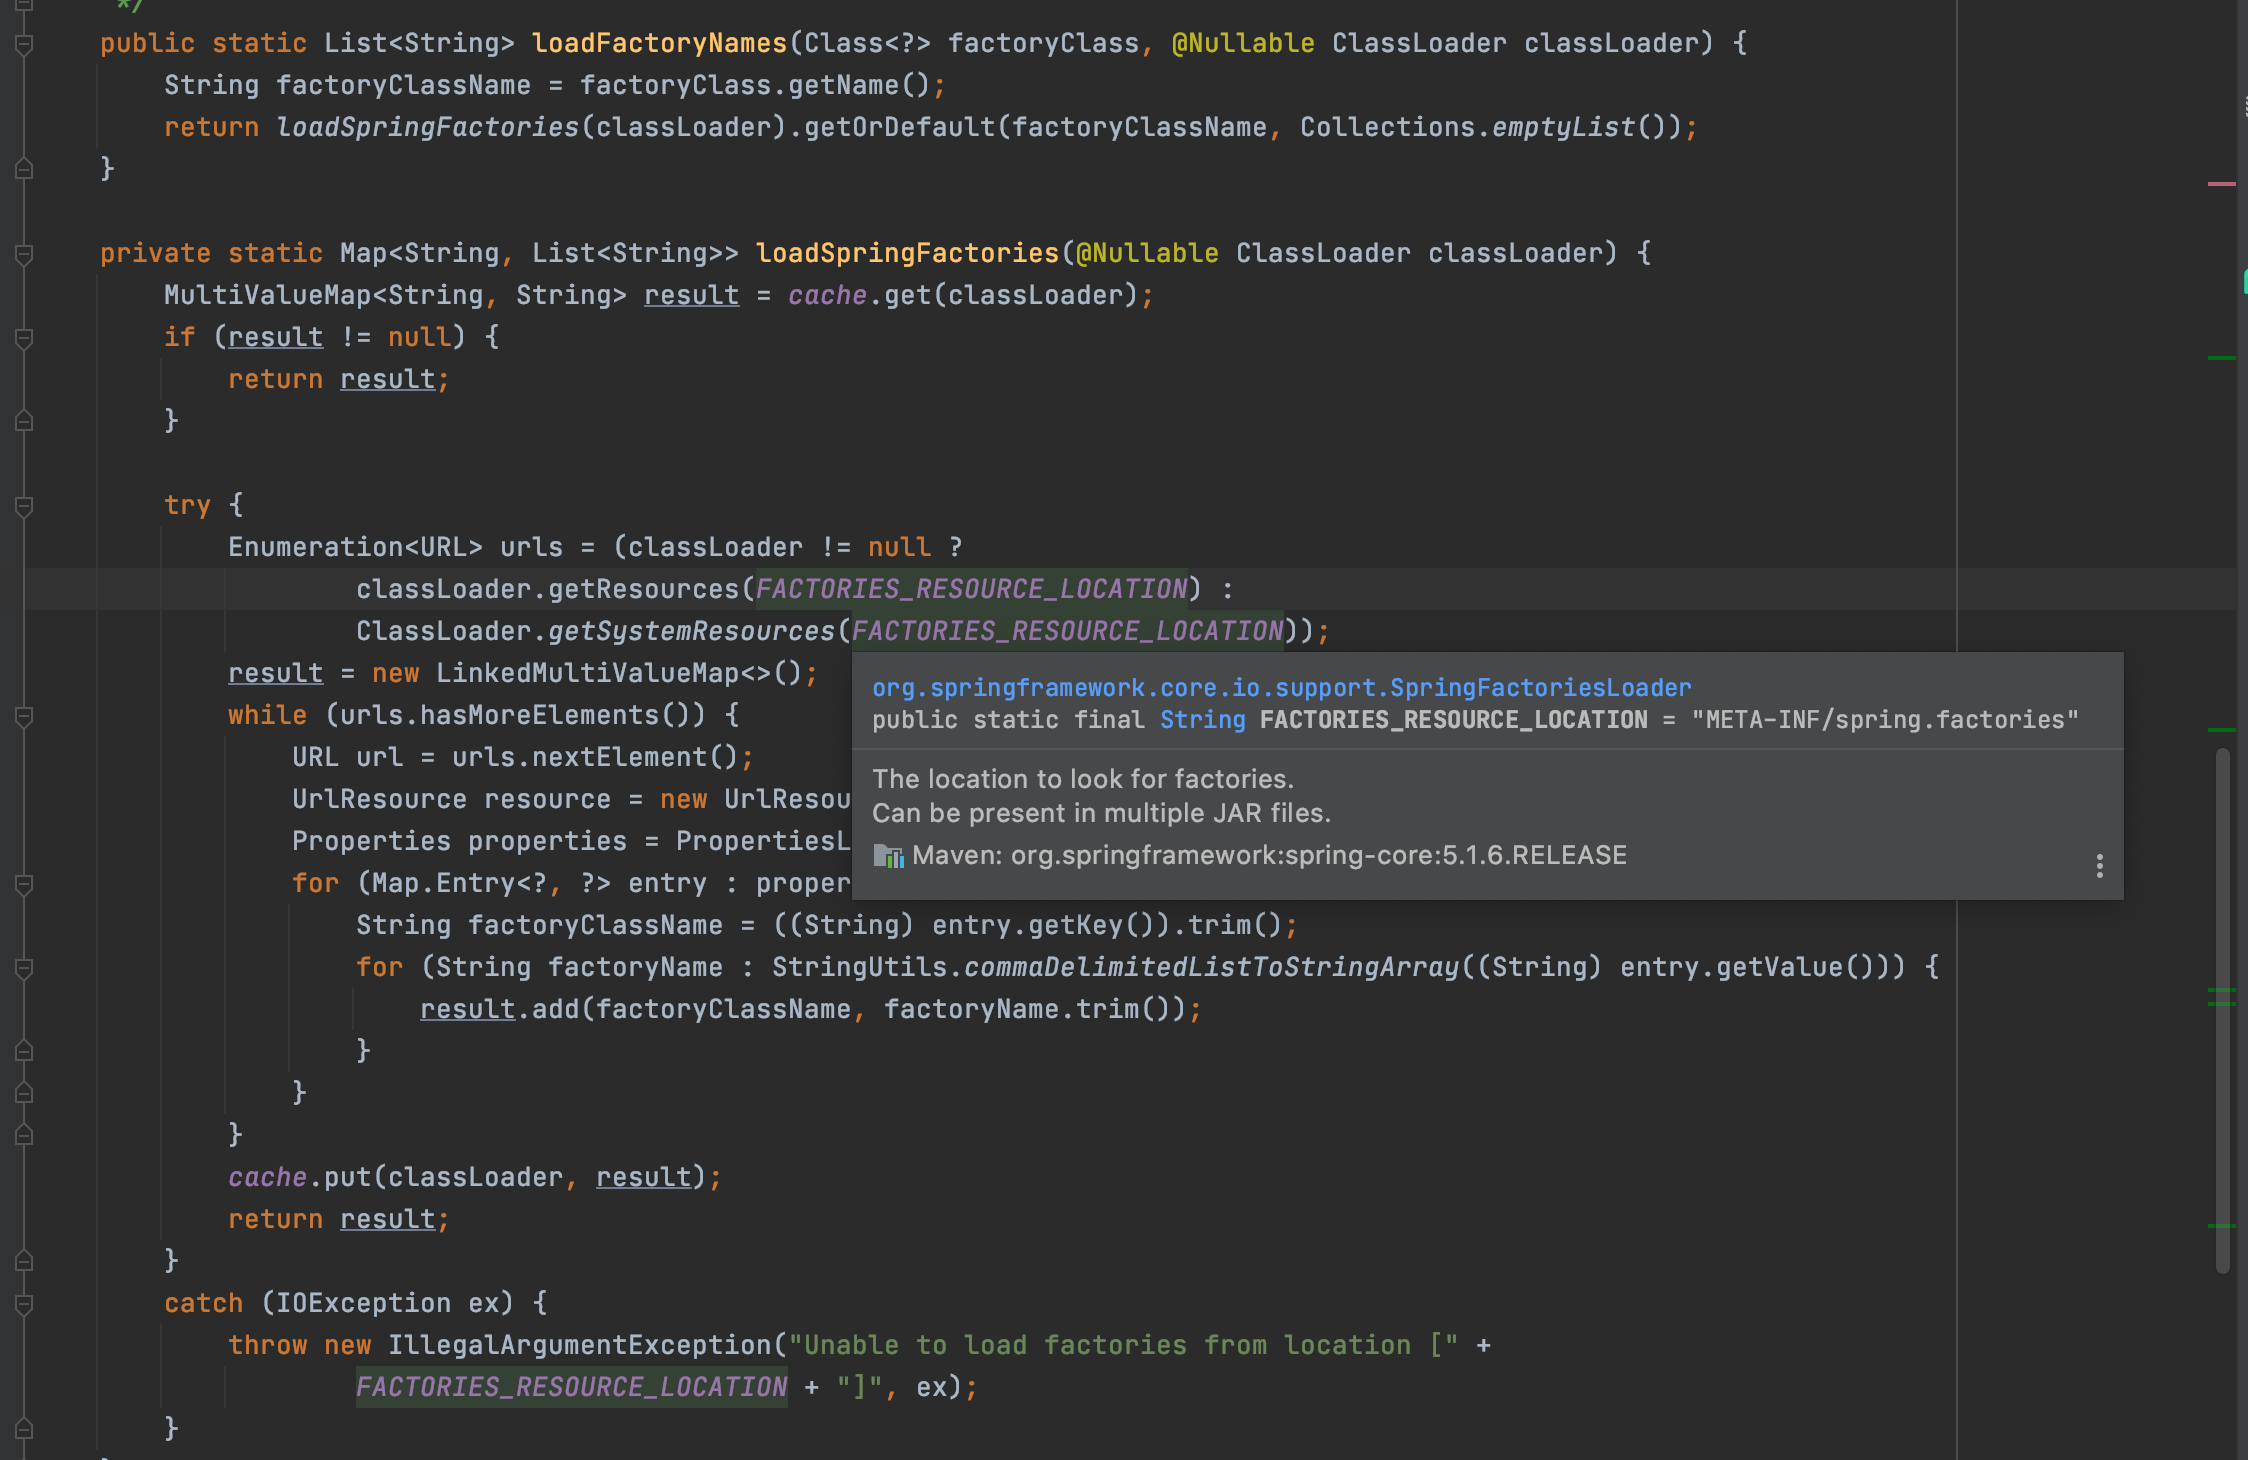 */
public static List<String> loadFactoryNames(Class<?> factoryClass, @Nullable ClassLoader classLoader) {
String factoryClassName = factoryClass.getName();
return loadSpringFactories(classLoader).getOrDefault(factoryClassName, Collections.emptyList());
}
private static Map<String, List<String>> loadSpringFactories(@Nullable ClassLoader classLoader) {
MultiValueMap<String, String> result = cache.get(classLoader);
if (result != null) {
return result;
}
try {
Enumeration<URL> urls = (classLoader != null ?
classLoader.getResources(FACTORIES_RESOURCE_LOCATION) :
ClassLoader.getSystemResources(FACTORIES_RESOURCE_LOCATION));
result = new LinkedMultiValueMap<>();
while (urls.hasMoreElements()) {
URL url = urls.nextElement();
UrlResource resource = new UrlResou
Properties properties = PropertiesL
for (Map.Entry<?, ?> entry : proper
org.springframework.core.io.support.SpringFactoriesLoader
public static final String FACTORIES_RESOURCE_LOCATION = "META-INF/spring.factories"
The location to look for factories.
Can be present in multiple JAR files.
Maven: org.springframework:spring-core:5.1.6.RELEASE
String factoryClassName = ((String) entry.getKey()).trim();
for (String factoryName : StringUtils.commaDelimitedListToStringArray((String) entry.getValue())) {
result.add(factoryClassName, factoryName.trim());
}
}
}
cache.put(classLoader, result);
return result;
}
catch (IOException ex) {
throw new IllegalArgumentException("Unable to load factories from location [" +
FACTORIES_RESOURCE_LOCATION + "]", ex);
}